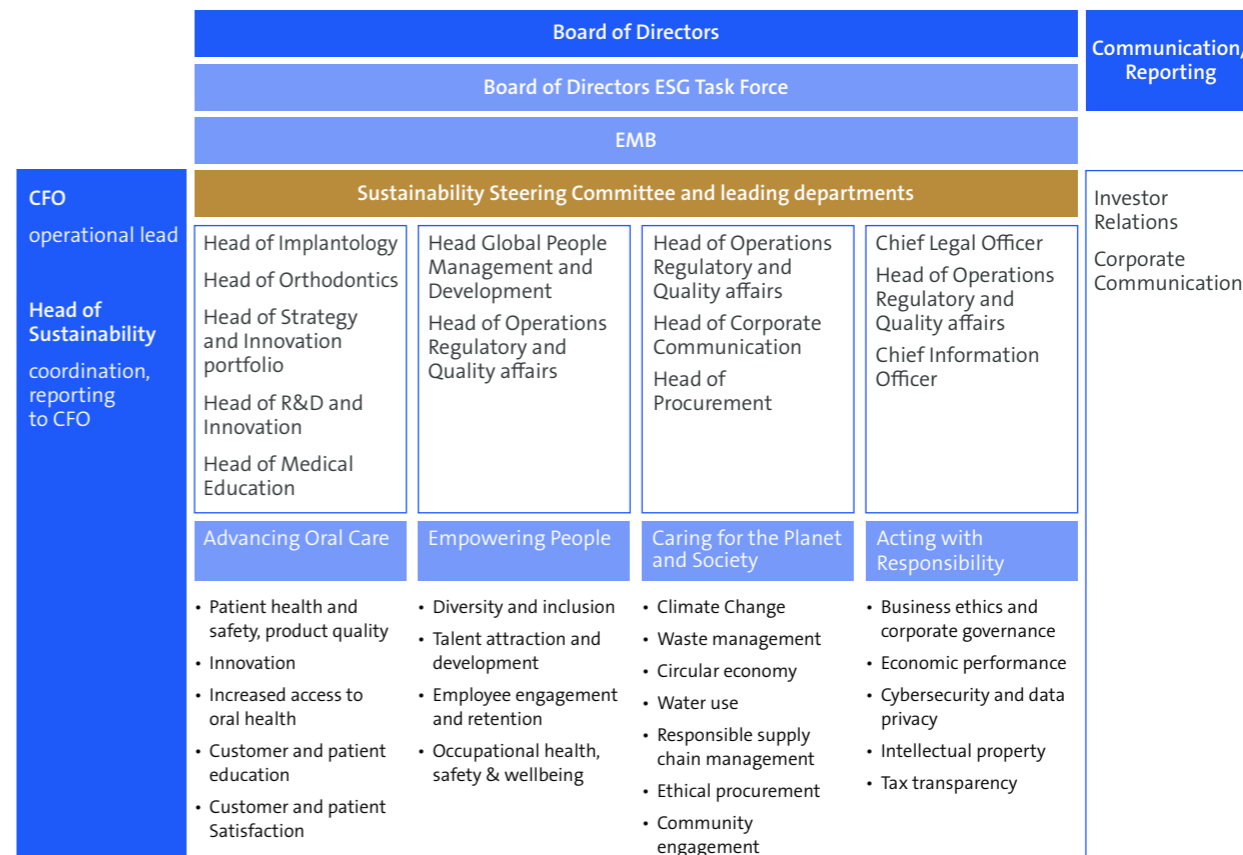 Board of Directors
Communication/
Reporting
Board of Directors ESG Task Force
EMB
CFO
operational lead
Head of
Sustainability
coordination,
reporting
to CFO
Sustainability Steering Committee and leading departments
Head of Implantology
Head of Orthodontics
Head of Strategy
and Innovation
portfolio
Head of R&D and
Innovation
Head of Medical
Education
Head Global People
Management and
Development
Head of Operations
Regulatory and
Quality affairs
Head of Operations
Regulatory and
Quality affairs
Head of Corporate
Communication
Head of
Procurement
Chief Legal Officer
Head of Operations
Regulatory and
Quality affairs
Chief Information
Officer
Investor
Relations
Corporate
Communication
Advancing Oral Care
• Patient health and
safety, product quality
• Innovation
• Increased access to
oral health
• Customer and patient
education
• Customer and patient
Satisfaction
Empowering People
• Diversity and inclusion
• Talent attraction and
development
• Employee engagement
and retention
• Occupational health,
safety & wellbeing
Caring for the Planet
and Society
• Climate Change
• Waste management
• Circular economy
• Water use
• Responsible supply
chain management
• Ethical procurement
• Community
engagement
Acting with
Responsibility
• Business ethics and
corporate governance
• Economic performance
• Cybersecurity and data
privacy
• Intellectual property
• Tax transparency